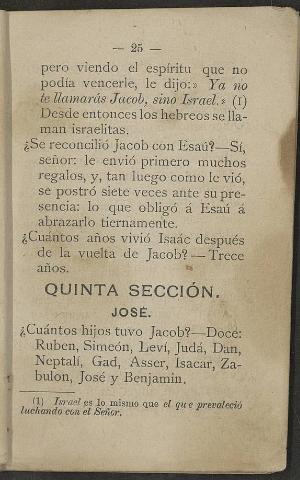 — 25 —
pero viendo el espíritu que no
podía vencerle, le dijo:» Ya no
te llamarás Jacob, sino Israel.» (1)
Desde entonces los hebreos se lla-
man israelitas.
¿Se reconcilió Jacob con Esaú?—Sí,
señor: le envió primero muchos
regalos, y, tan luego como le vió,
se postró siete veces ante su pre-
sencia: lo que obligó á Esaú á
abrazarlo tiernamente.
¿Cuántos años vivió Isaác después
de la vuelta de Jacob?—Trece
años.
QUINTA SECCIÓN.
JOSÉ.
¿Cuántos hijos tuvo Jacob?—Doce:
Ruben, Simeón, Leví, Judá, Dan,
Neptalí, Gad, Asser, Isacar, Za-
bulon, José y Benjamin.
(1) Israel es lo mismo que el que prevaleció
luchando con el Señor.